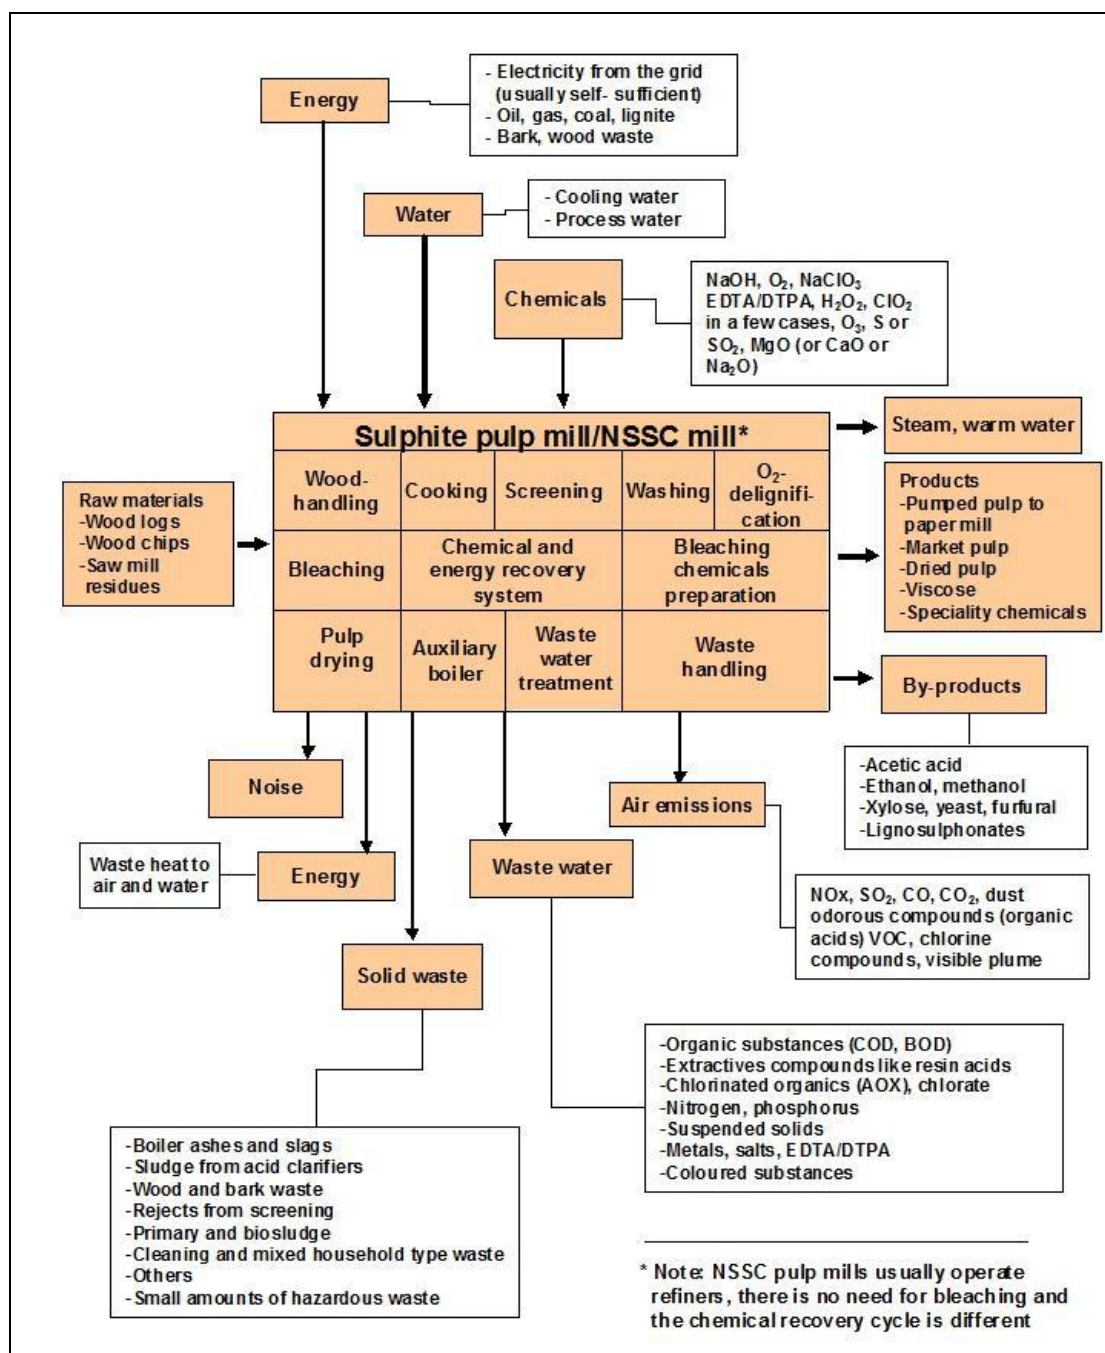 Energy
- Electricity from the grid
(usually self- sufficient)
- Oil, gas, coal, lignite
- Bark, wood waste
Water
- Cooling water
- Process water
Chemicals
NaOH, O₂, NaClO₃
EDTA/DTPA, H₂O₂, ClO₂
in a few cases, O₃, S or
SO₂, MgO (or CaO or
Na₂O)
Sulphite pulp mill/NSSC mill*
Wood-
handling
Cooking
Screening
Washing
O₂-
delignifi-
cation
Bleaching
Chemical and
energy recovery
system
Bleaching
chemicals
preparation
Pulp
drying
Auxiliary
boiler
Waste
water
treatment
Waste
handling
Raw materials
-Wood logs
-Wood chips
-Saw mill
residues
Steam, warm water
Products
-Pumped pulp to
paper mill
-Market pulp
-Dried pulp
-Viscose
-Speciality chemicals
By-products
-Acetic acid
-Ethanol, methanol
-Xylose, yeast, furfural
-Lignosulphonates
Noise
Air emissions
Waste heat to
air and water
Energy
Waste water
NOx, SO₂, CO, CO₂, dust
odorous compounds (organic
acids) VOC, chlorine
compounds, visible plume
Solid waste
-Organic substances (COD, BOD)
-Extractives compounds like resin acids
-Chlorinated organics (AOX), chlorate
-Nitrogen, phosphorus
-Suspended solids
-Metals, salts, EDTA/DTPA
-Coloured substances
-Boiler ashes and slags
-Sludge from acid clarifiers
-Wood and bark waste
-Rejects from screening
-Primary and biosludge
-Cleaning and mixed household type waste
-Others
-Small amounts of hazardous waste
* Note: NSSC pulp mills usually operate
refiners, there is no need for bleaching and
the chemical recovery cycle is different